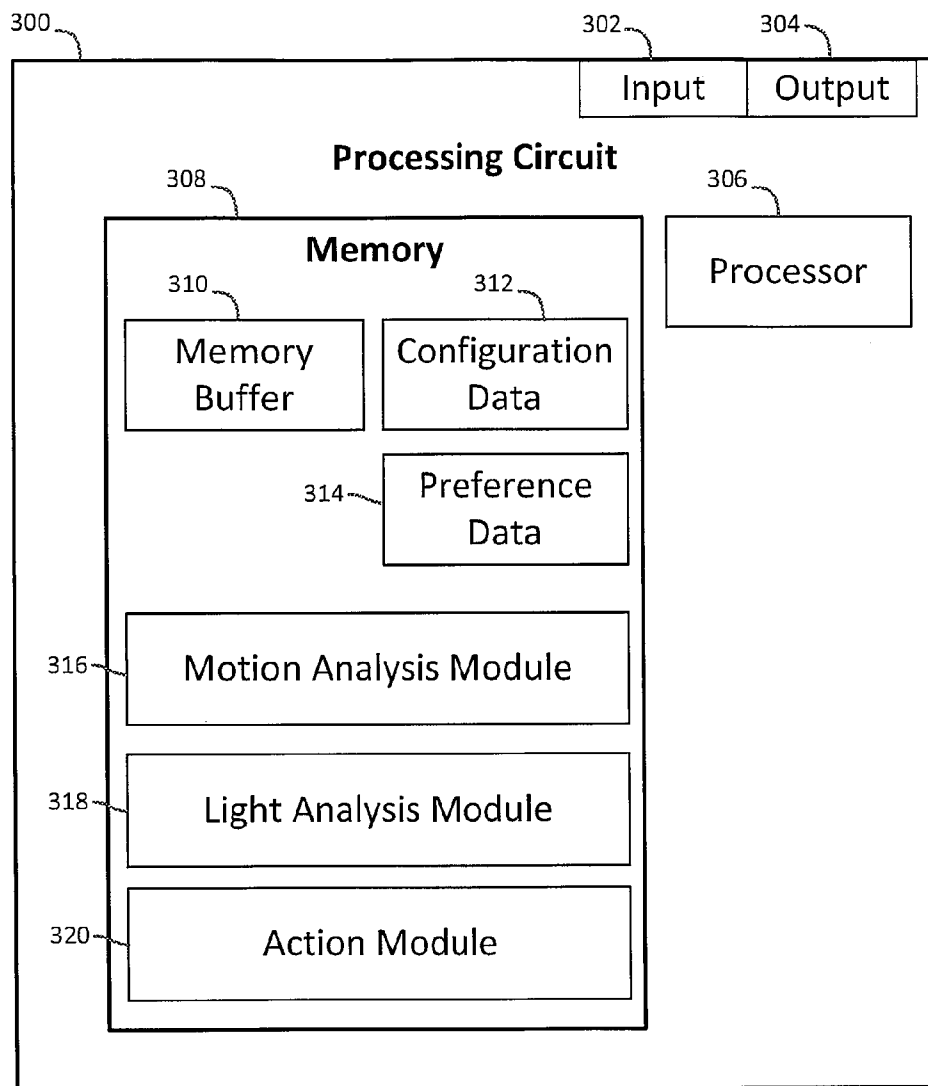 300
302
304
Input
Output
Processing Circuit
308
306
Memory
Processor
310
312
Memory
Buffer
Configuration
Data
314
Preference
Data
316
Motion Analysis Module
318
Light Analysis Module
320
Action Module